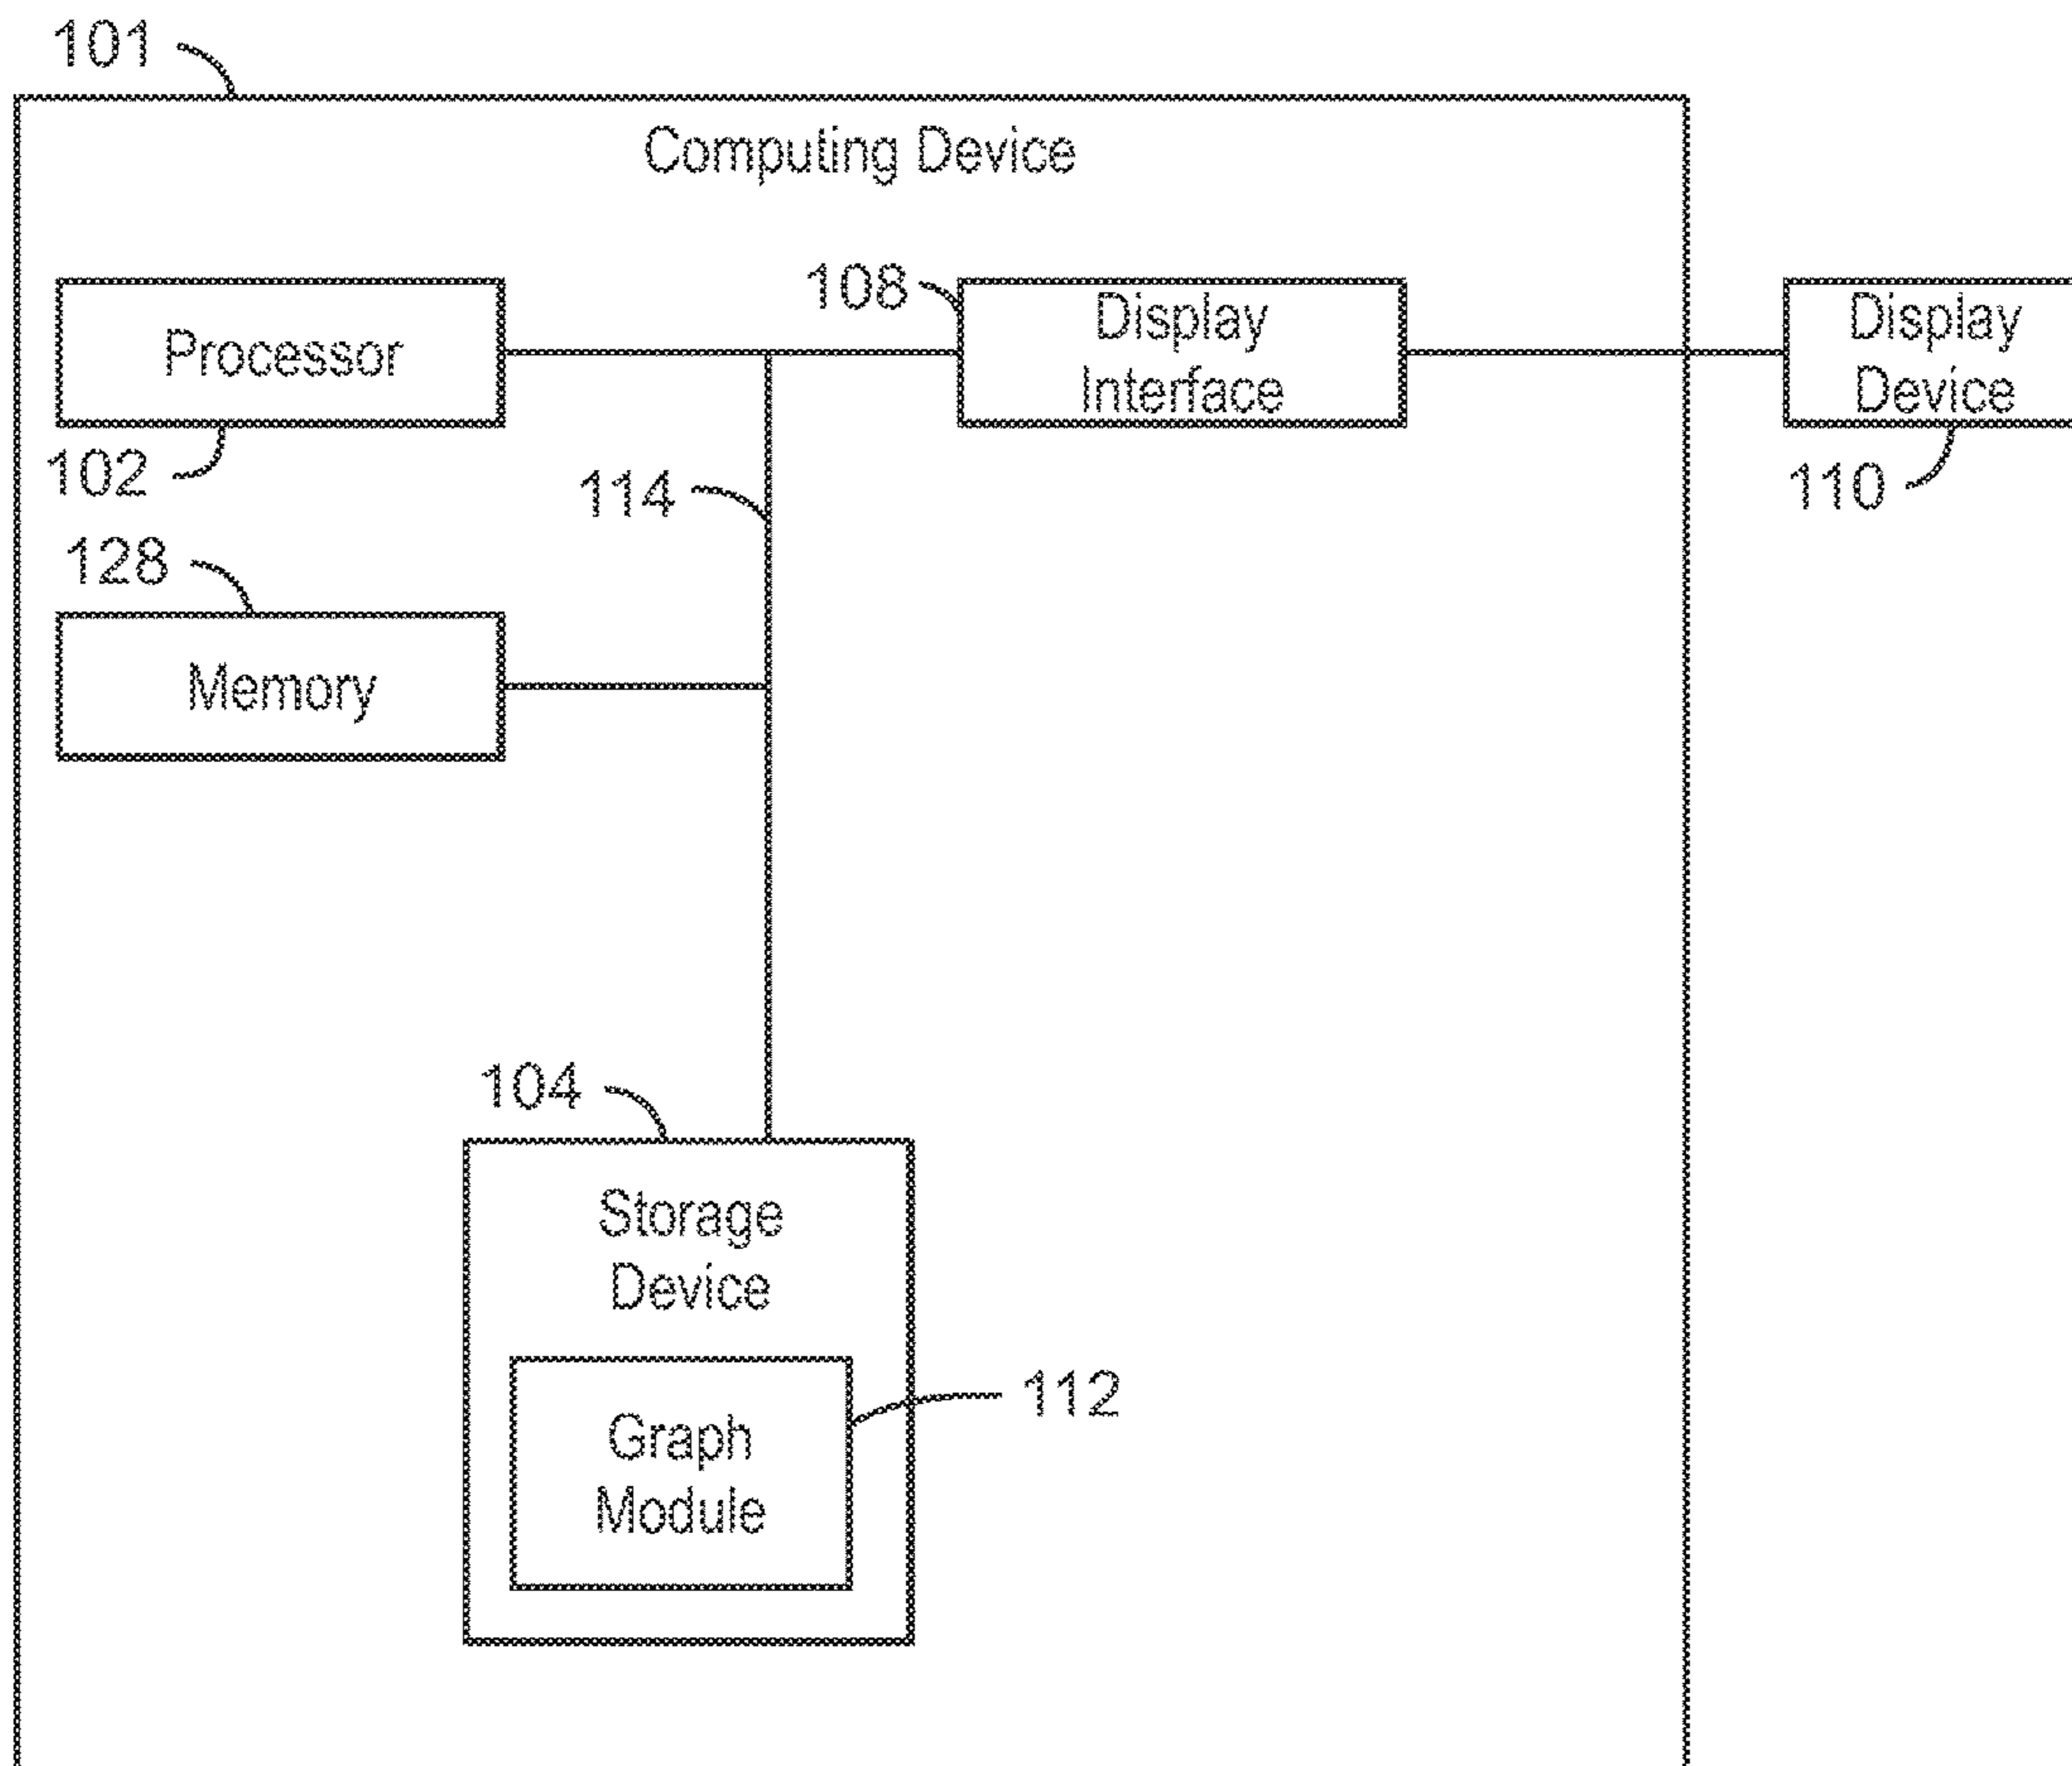 101
Computing Device
108
Display
Interface
Display
Device
Processor
102
114
110
128
Memory
104
Storage
Device
112
Graph
Module